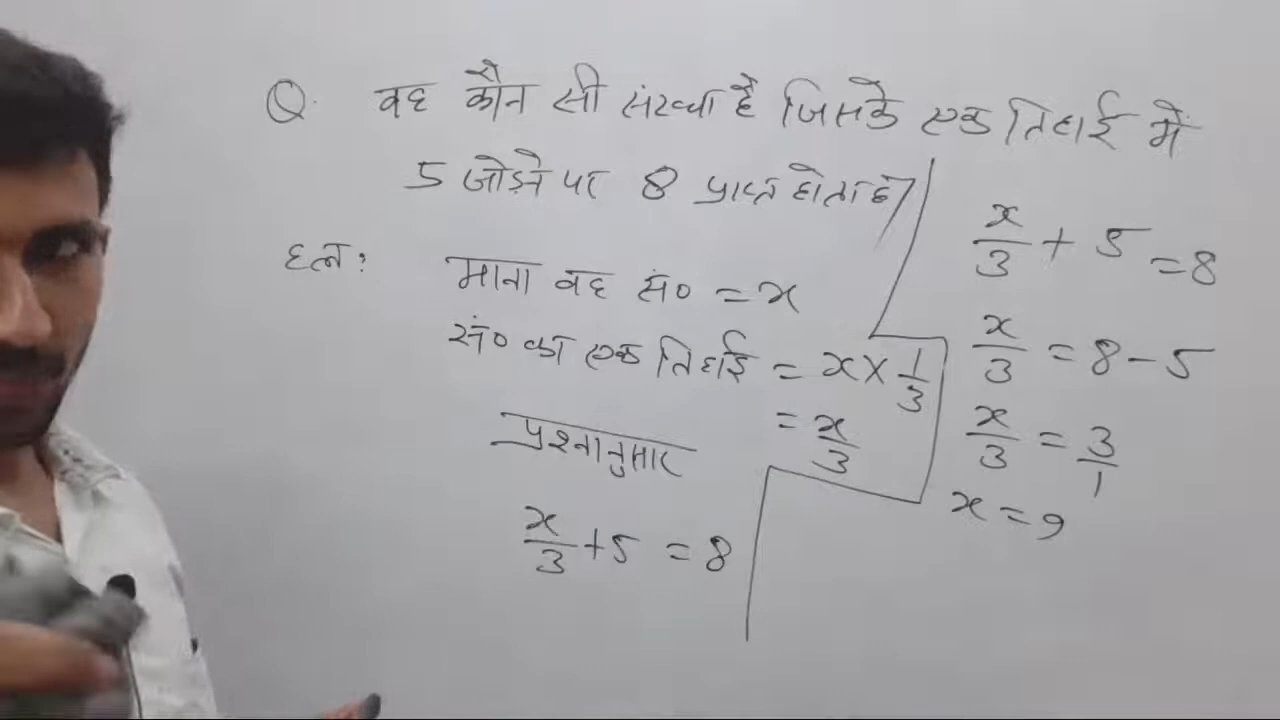 Q. वह कौन सी संख्या है जिसके एक तिहाई में
5 जोड़ने पर 8 प्राप्त होता है
हल:
माना वह सं० = x
सं० का एक तिहाई = x × 1/3
= x/3
प्रश्नानुसार
x/3 + 5 = 8
x/3 + 5 = 8
x/3 = 8 - 5
x/3 = 3/1
x = 9